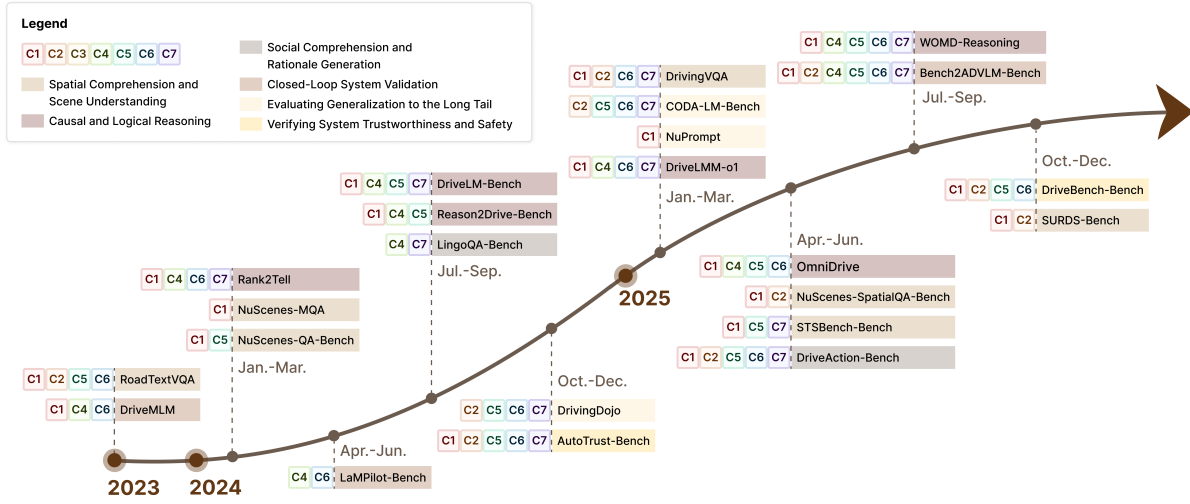 Legend
C1 C2 C3 C4 C5 C6 C7
Spatial Comprehension and
Scene Understanding
Causal and Logical Reasoning
Social Comprehension and
Rationale Generation
Closed-Loop System Validation
Evaluating Generalization to the Long Tail
Verifying System Trustworthiness and Safety
C1 C2 C5 C6 RoadTextVQA
C1 C4 C6 DriveMLM
2023
2024
C1 C4 C6 C7 Rank2Tell
C1 NuScenes-MQA
C1 C5 NuScenes-QA-Bench
Jan.-Mar.
Apr.-Jun.
C4 C6 LaMPilot-Bench
C1 C4 C5 C7 DriveLM-Bench
C1 C4 C5 Reason2Drive-Bench
C4 C7 LingoQA-Bench
Jul.-Sep.
Oct.-Dec.
C2 C5 C6 C7 DrivingDojo
C1 C2 C5 C6 C7 AutoTrust-Bench
2025
C1 C2 C6 C7 DrivingVQA
C2 C5 C6 C7 CODA-LM-Bench
C1 NuPrompt
C1 C4 C6 C7 DriveLMM-o1
Jan.-Mar.
Apr.-Jun.
C1 C4 C5 C6 OmniDrive
C1 C2 NuScenes-SpatialQA-Bench
C1 C5 C7 STSBench-Bench
C1 C2 C5 C6 C7 DriveAction-Bench
C1 C4 C5 C6 C7 WOMD-Reasoning
C1 C2 C4 C5 C6 C7 Bench2ADVLM-Bench
Jul.-Sep.
Oct.-Dec.
C1 C2 C5 C6 DriveBench-Bench
C1 C2 SURDS-Bench